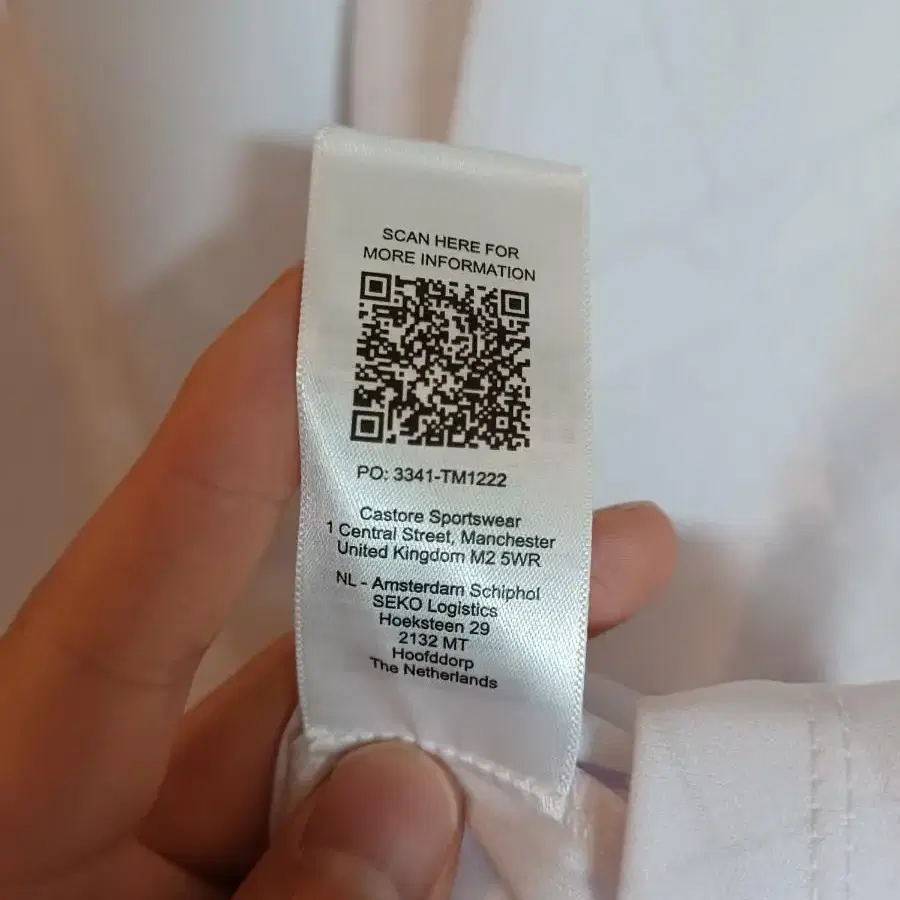 SCAN HERE FOR
MORE INFORMATION
PO: 3341-TM1222
Castore Sportswear
1 Central Street, Manchester
United Kingdom M2 5WR
NL - Amsterdam Schiphol
SEKO Logistics
Hoeksteen 29
2132 MT
Hoofddorp
The Netherlands